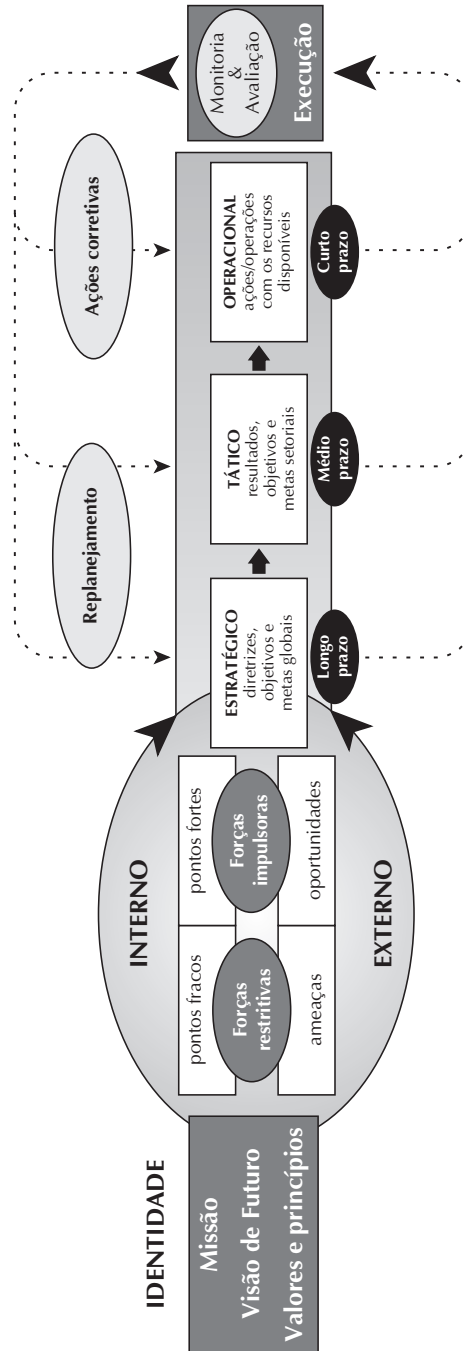 IDENTIDADE
Missão
Visão de Futuro
Valores e princípios
INTERNO
pontos fracos
pontos fortes
Forças
restritivas
Forças
impulsoras
ameaças
oportunidades
EXTERNO
Replanejamento
Ações corretivas
ESTRATÉGICO
diretrizes,
objetivos e
metas globais
TÁTICO
resultados,
objetivos e
metas setoriais
OPERACIONAL
ações/operações
com os recursos
disponíveis
Longo
prazo
Médio
prazo
Curto
prazo
Monitoria
&
Avaliação
Execução